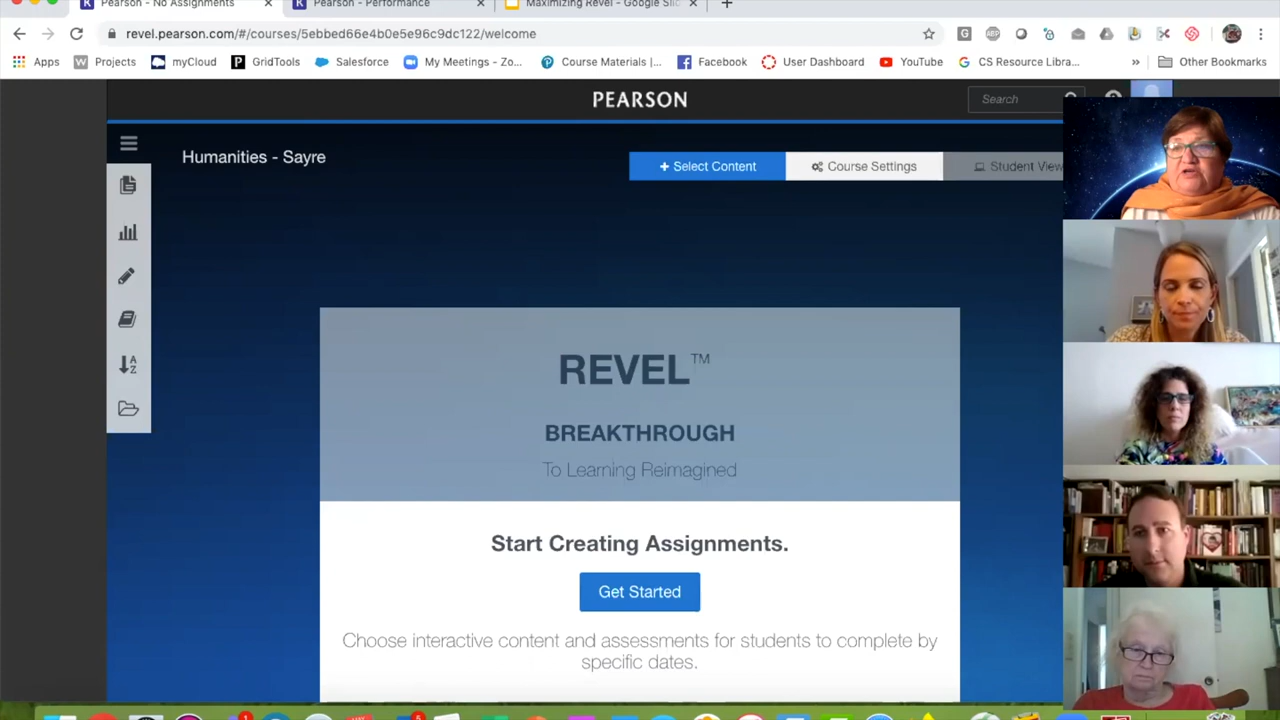 Pearson - No Assignments
Pearson - Performance
Maximizing Revel - Google Slid
revel.pearson.com/#/courses/5ebbed66e4b0e5e96c9dc122/welcome
Apps
Projects
myCloud
GridTools
Salesforce
My Meetings - Zo...
Course Materials |...
Facebook
User Dashboard
YouTube
CS Resource Libra...
»
Other Bookmarks
PEARSON
Search
Humanities - Sayre
+ Select Content
Course Settings
Student View
REVEL™
BREAKTHROUGH
To Learning Reimagined
Start Creating Assignments.
Get Started
Choose interactive content and assessments for students to complete by
specific dates.